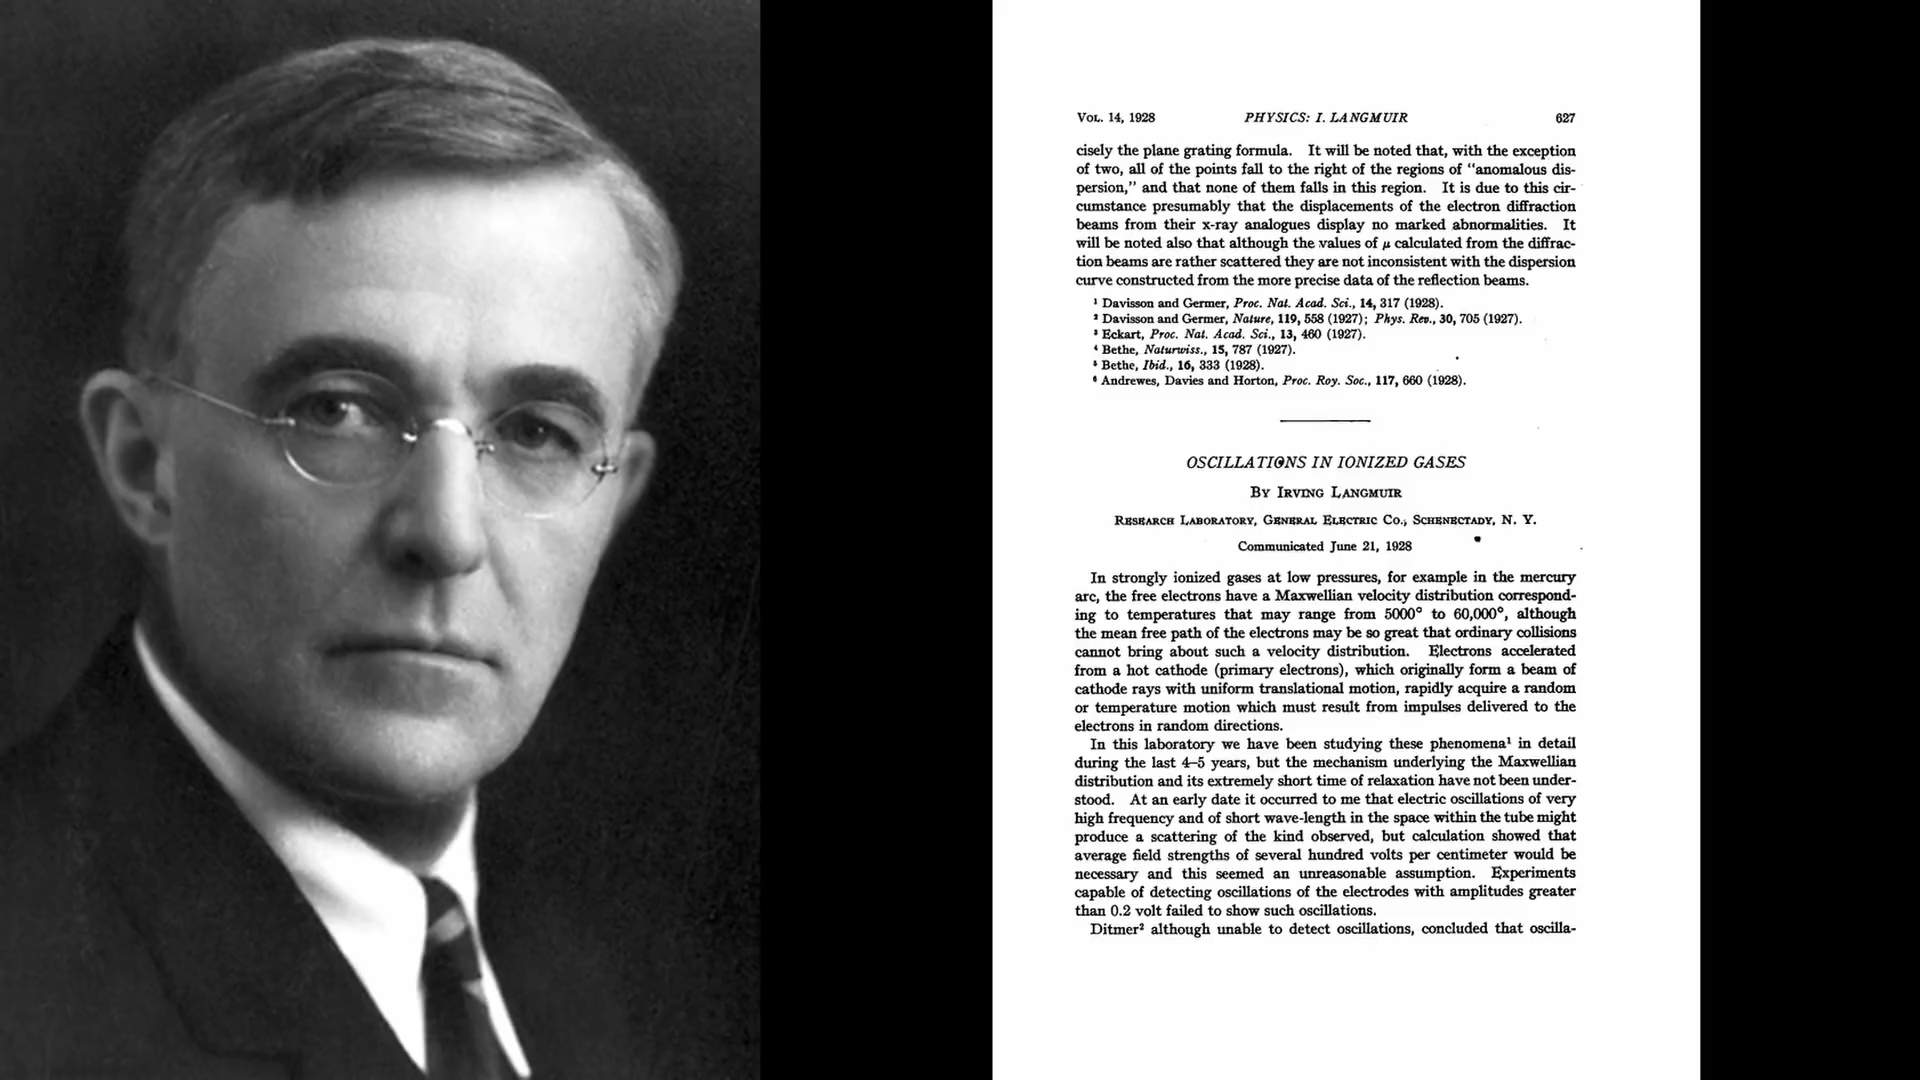 VOL. 14, 1928 PHYSICS: I. LANGMUIR 627
cisely the plane grating formula. It will be noted that, with the exception
of two, all of the points fall to the right of the regions of “anomalous dis-
persion,” and that none of them falls in this region. It is due to this cir-
cumstance presumably that the displacements of the electron diffraction
beams from their x-ray analogues display no marked abnormalities. It
will be noted also that although the values of μ calculated from the diffrac-
tion beams are rather scattered they are not inconsistent with the dispersion
curve constructed from the more precise data of the reflection beams.
¹ Davisson and Germer, Proc. Nat. Acad. Sci., 14, 317 (1928).
² Davisson and Germer, Nature, 119, 558 (1927); Phys. Rev., 30, 705 (1927).
³ Eckart, Proc. Nat. Acad. Sci., 13, 460 (1927).
⁴ Bethe, Naturwiss., 15, 787 (1927).
⁵ Bethe, Ibid., 16, 333 (1928).
⁶ Andrewes, Davies and Horton, Proc. Roy. Soc., 117, 660 (1928).
OSCILLATIONS IN IONIZED GASES
BY IRVING LANGMUIR
RESEARCH LABORATORY, GENERAL ELECTRIC CO., SCHENECTADY, N. Y.
Communicated June 21, 1928
In strongly ionized gases at low pressures, for example in the mercury
arc, the free electrons have a Maxwellian velocity distribution correspond-
ing to temperatures that may range from 5000° to 60,000°, although
the mean free path of the electrons may be so great that ordinary collisions
cannot bring about such a velocity distribution. Electrons accelerated
from a hot cathode (primary electrons), which originally form a beam of
cathode rays with uniform translational motion, rapidly acquire a random
or temperature motion which must result from impulses delivered to the
electrons in random directions.
In this laboratory we have been studying these phenomena¹ in detail
during the last 4–5 years, but the mechanism underlying the Maxwellian
distribution and its extremely short time of relaxation have not been under-
stood. At an early date it occurred to me that electric oscillations of very
high frequency and of short wave-length in the space within the tube might
produce a scattering of the kind observed, but calculation showed that
average field strengths of several hundred volts per centimeter would be
necessary and this seemed an unreasonable assumption. Experiments
capable of detecting oscillations of the electrodes with amplitudes greater
than 0.2 volt failed to show such oscillations.
Ditmer² although unable to detect oscillations, concluded that oscilla-